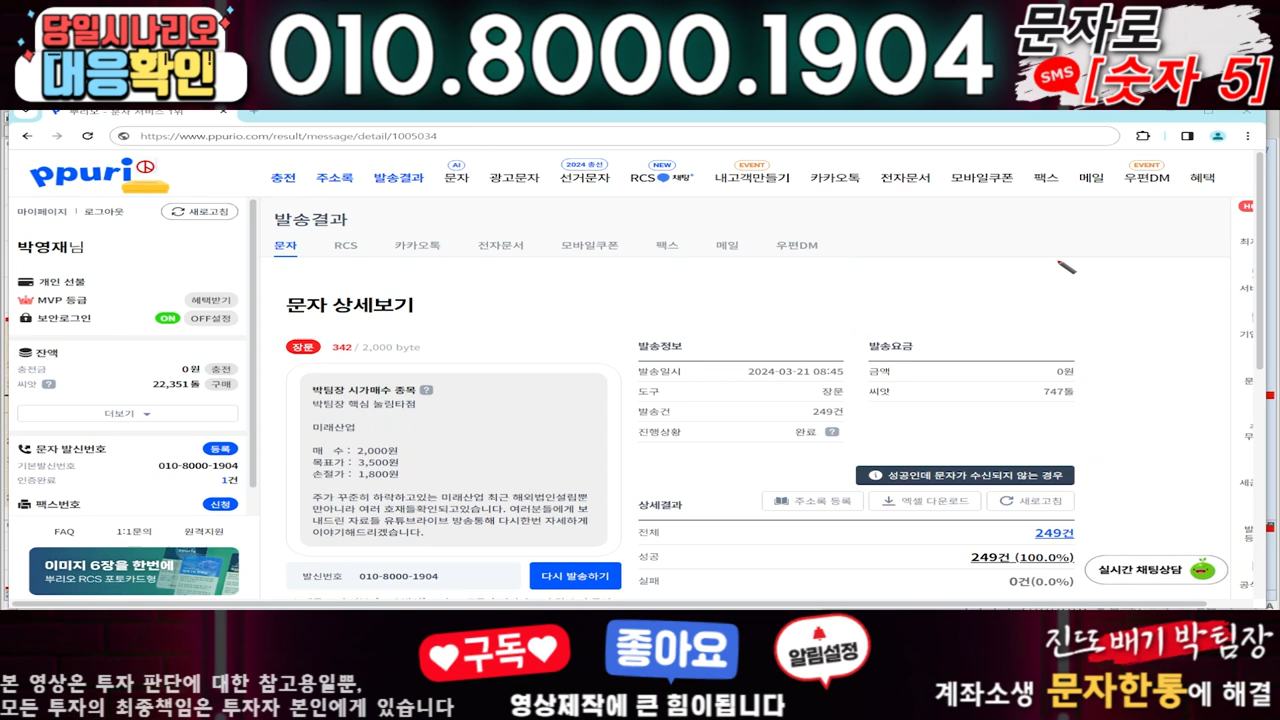 당일시나리오
대응확인
010.8000.1904
문자로
SMS [숫자 5]
뿌리오 - 문자 서비스 1위
https://www.ppurio.com/result/message/detail/1005034
ppuri
충전 주소록 발송결과 AI 문자 광고문자 2024 총선 선거문자 NEW RCS 채팅+ EVENT 내고객만들기 카카오톡 전자문서 모바일쿠폰 팩스 메일 EVENT 우편DM 혜택
마이페이지 | 로그아웃 새로고침
박영재님
개인 선불
MVP 등급 혜택받기
보안로그인 ON OFF설정
잔액
충전금 0원 충전
씨앗 ? 22,351톨 구매
더보기
문자 발신번호 등록
기본발신번호 010-8000-1904
인증완료 1건
팩스번호 신청
FAQ 1:1문의 원격지원
이미지 6장을 한번에
뿌리오 RCS 포토카드형
발송결과
문자 RCS 카카오톡 전자문서 모바일쿠폰 팩스 메일 우편DM
문자 상세보기
장문 342 / 2,000 byte
박팀장 시가매수 종목 ?
박팀장 핵심 눌림타점
미래산업
매 수 : 2,000원
목표가 : 3,500원
손절가 : 1,800원
주가 꾸준히 하락하고있는 미래산업 최근 해외법인설립뿐
만아니라 여러 호재들확인되고있습니다. 여러분들에게 보
내드린 자료들 유튜브라이브 방송통해 다시한번 자세하게
이야기해드리겠습니다.
발신번호 010-8000-1904 다시 발송하기
발송정보
발송일시 2024-03-21 08:45
도구 장문
발송건 249건
진행상황 완료 ?
발송요금
금액 0원
씨앗 747톨
성공인데 문자가 수신되지 않는 경우
상세결과 주소록 등록 엑셀 다운로드 새로고침
전체 249건
성공 249건 (100.0%)
실패 0건(0.0%)
실시간 채팅상담
구독 좋아요 알림설정
영상제작에 큰 힘이됩니다
본 영상은 투자 판단에 대한 참고용일뿐,
모든 투자의 최종책임은 투자자 본인에게 있습니다
진또배기 박팀장
계좌소생 문자한통에 해결